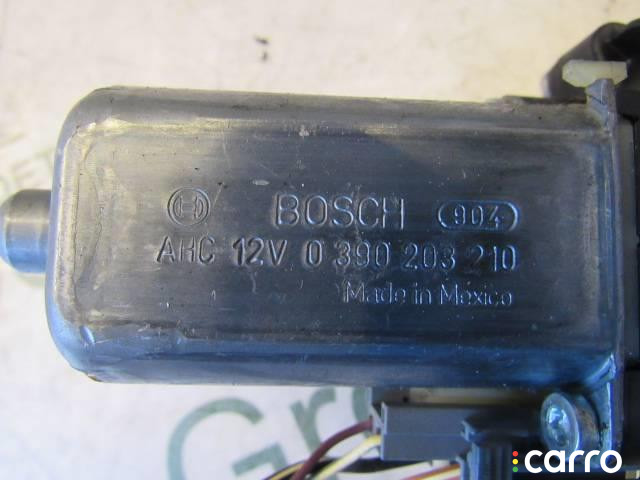 BOSCH 904
AHC 12V 0 390 203 210
Made in Mexico
carro